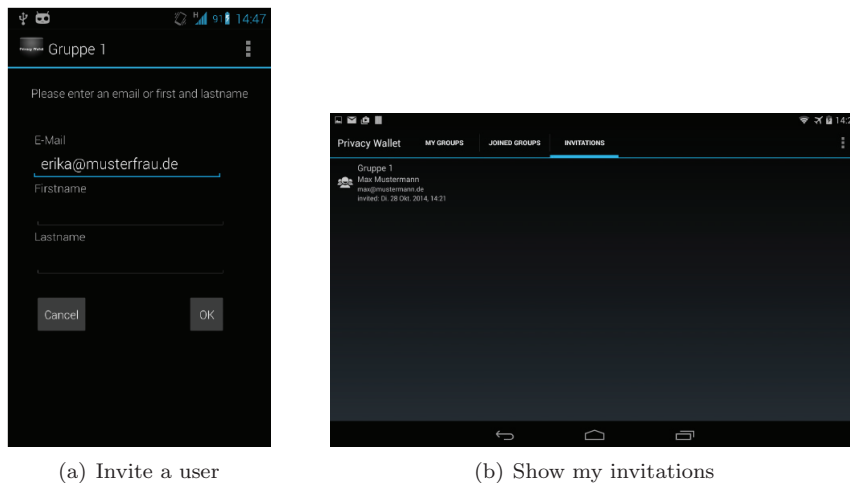 H 91 14:47
Gruppe 1
Please enter an email or first and lastname
E-Mail
erika@musterfrau.de
Firstname
Lastname
Cancel
OK
(a) Invite a user
Privacy Wallet MY GROUPS JOINED GROUPS INVITATIONS
Gruppe 1
Max Mustermann
max@mustermann.de
invited: Di. 28 Okt. 2014, 14:21
(b) Show my invitations